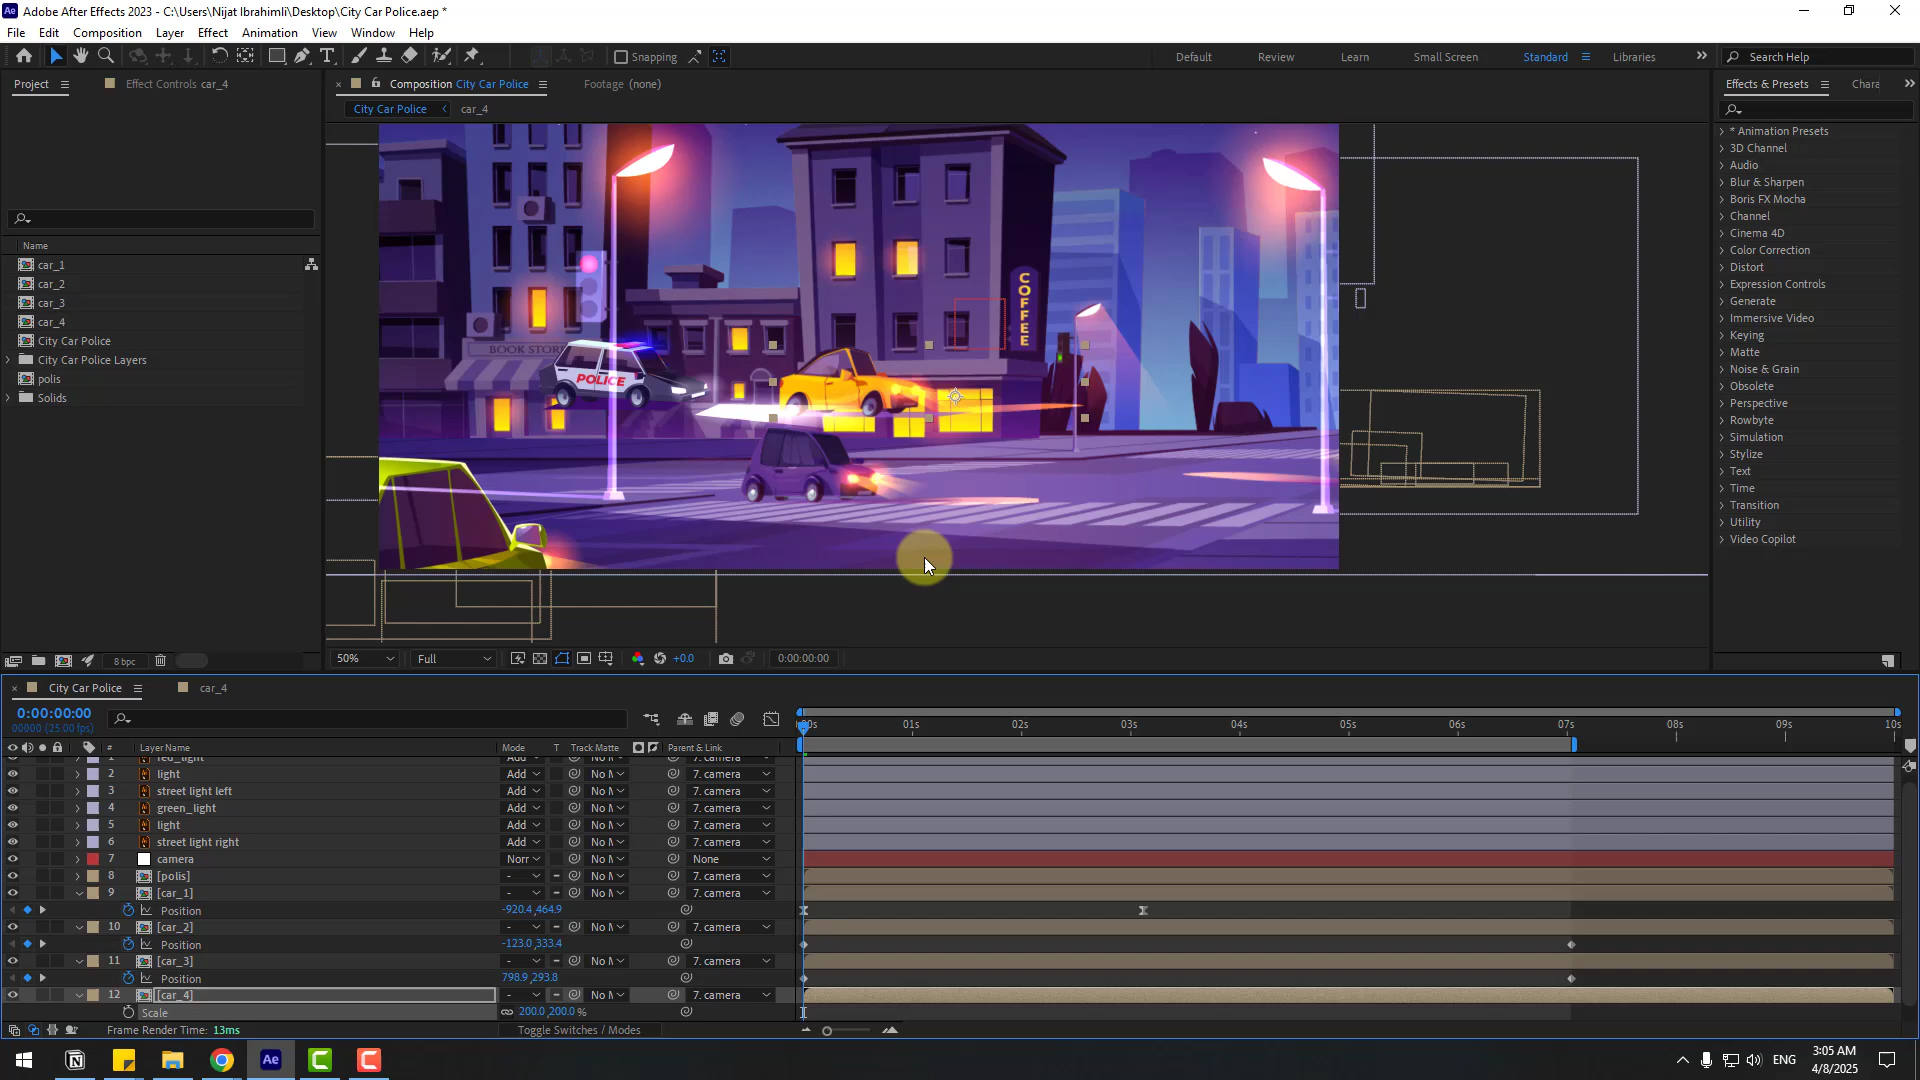 Adobe After Effects 2023 - C:\Users\Nijat Ibrahimli\Desktop\City Car Police.aep *
File Edit Composition Layer Effect Animation View Window Help
Snapping Default Review Learn Small Screen Standard Libraries Search Help
Project Effect Controls car_4
Composition City Car Police
Footage (none)
City Car Police car_4
Name
car_1
car_2
car_3
car_4
City Car Police
City Car Police Layers
polis
Solids
8 bpc
COFFEE
BOOK STORE
POLICE
50% Full +0.0 0:00:00:00
Effects & Presets Chara
* Animation Presets
3D Channel
Audio
Blur & Sharpen
Boris FX Mocha
Channel
Cinema 4D
Color Correction
Distort
Expression Controls
Generate
Immersive Video
Keying
Matte
Noise & Grain
Obsolete
Perspective
Rowbyte
Simulation
Stylize
Text
Time
Transition
Utility
Video Copilot
City Car Police car_4
0:00:00:00
00000 (25.00 fps)
:00s 01s 02s 03s 04s 05s 06s 07s 08s 09s 10s
# Layer Name Mode T Track Matte Parent & Link
1 red_light Add No M 7. camera
2 light Add No M 7. camera
3 street light left Add No M 7. camera
4 green_light Add No M 7. camera
5 light Add No M 7. camera
6 street light right Add No M 7. camera
7 camera Norr No M None
8 [polis] - No M 7. camera
9 [car_1] - No M 7. camera
Position -920.4,464.9
10 [car_2] - No M 7. camera
Position -123.0,333.4
11 [car_3] - No M 7. camera
Position 798.9,293.8
12 [car_4] - No M 7. camera
Scale 200.0,200.0 %
Frame Render Time: 13ms Toggle Switches / Modes
ENG 3:05 AM
4/8/2025